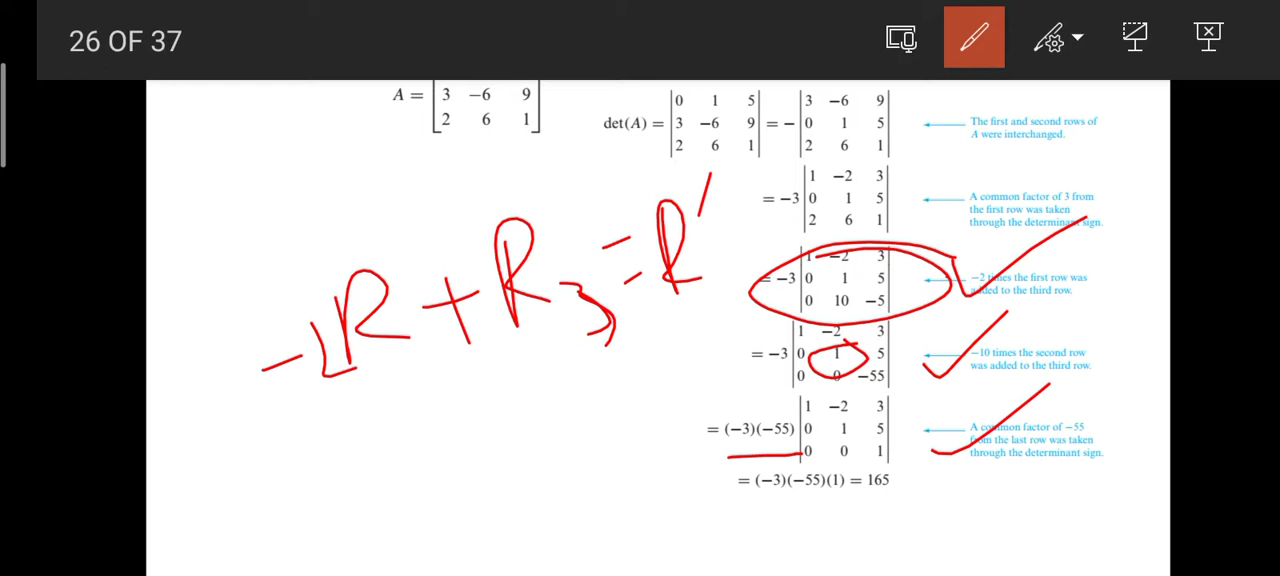 26 OF 37
A = [3 −6 9
2 6 1]
det(A) = |0 1 5
3 −6 9
2 6 1| = − |3 −6 9
0 1 5
2 6 1|
The first and second rows of
A were interchanged.
= −3 |1 −2 3
0 1 5
2 6 1|
A common factor of 3 from
the first row was taken
through the determinant sign.
= −3 |1 −2 3
0 1 5
0 10 −5|
−2 times the first row was
added to the third row.
−2R + R3 = R′
= −3 |1 −2 3
0 1 5
0 0 −55|
−10 times the second row
was added to the third row.
= (−3)(−55) |1 −2 3
0 1 5
0 0 1|
A common factor of −55
from the last row was taken
through the determinant sign.
= (−3)(−55)(1) = 165